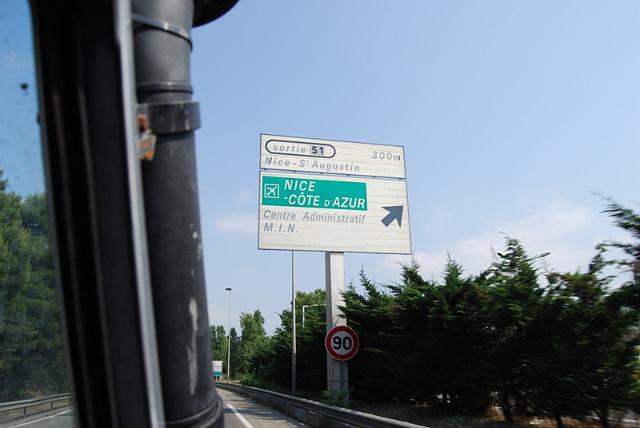 sortie 51 300m
Nice-St Augustin
NICE
-CÔTE D'AZUR
Centre Administratif
M.I.N.
90